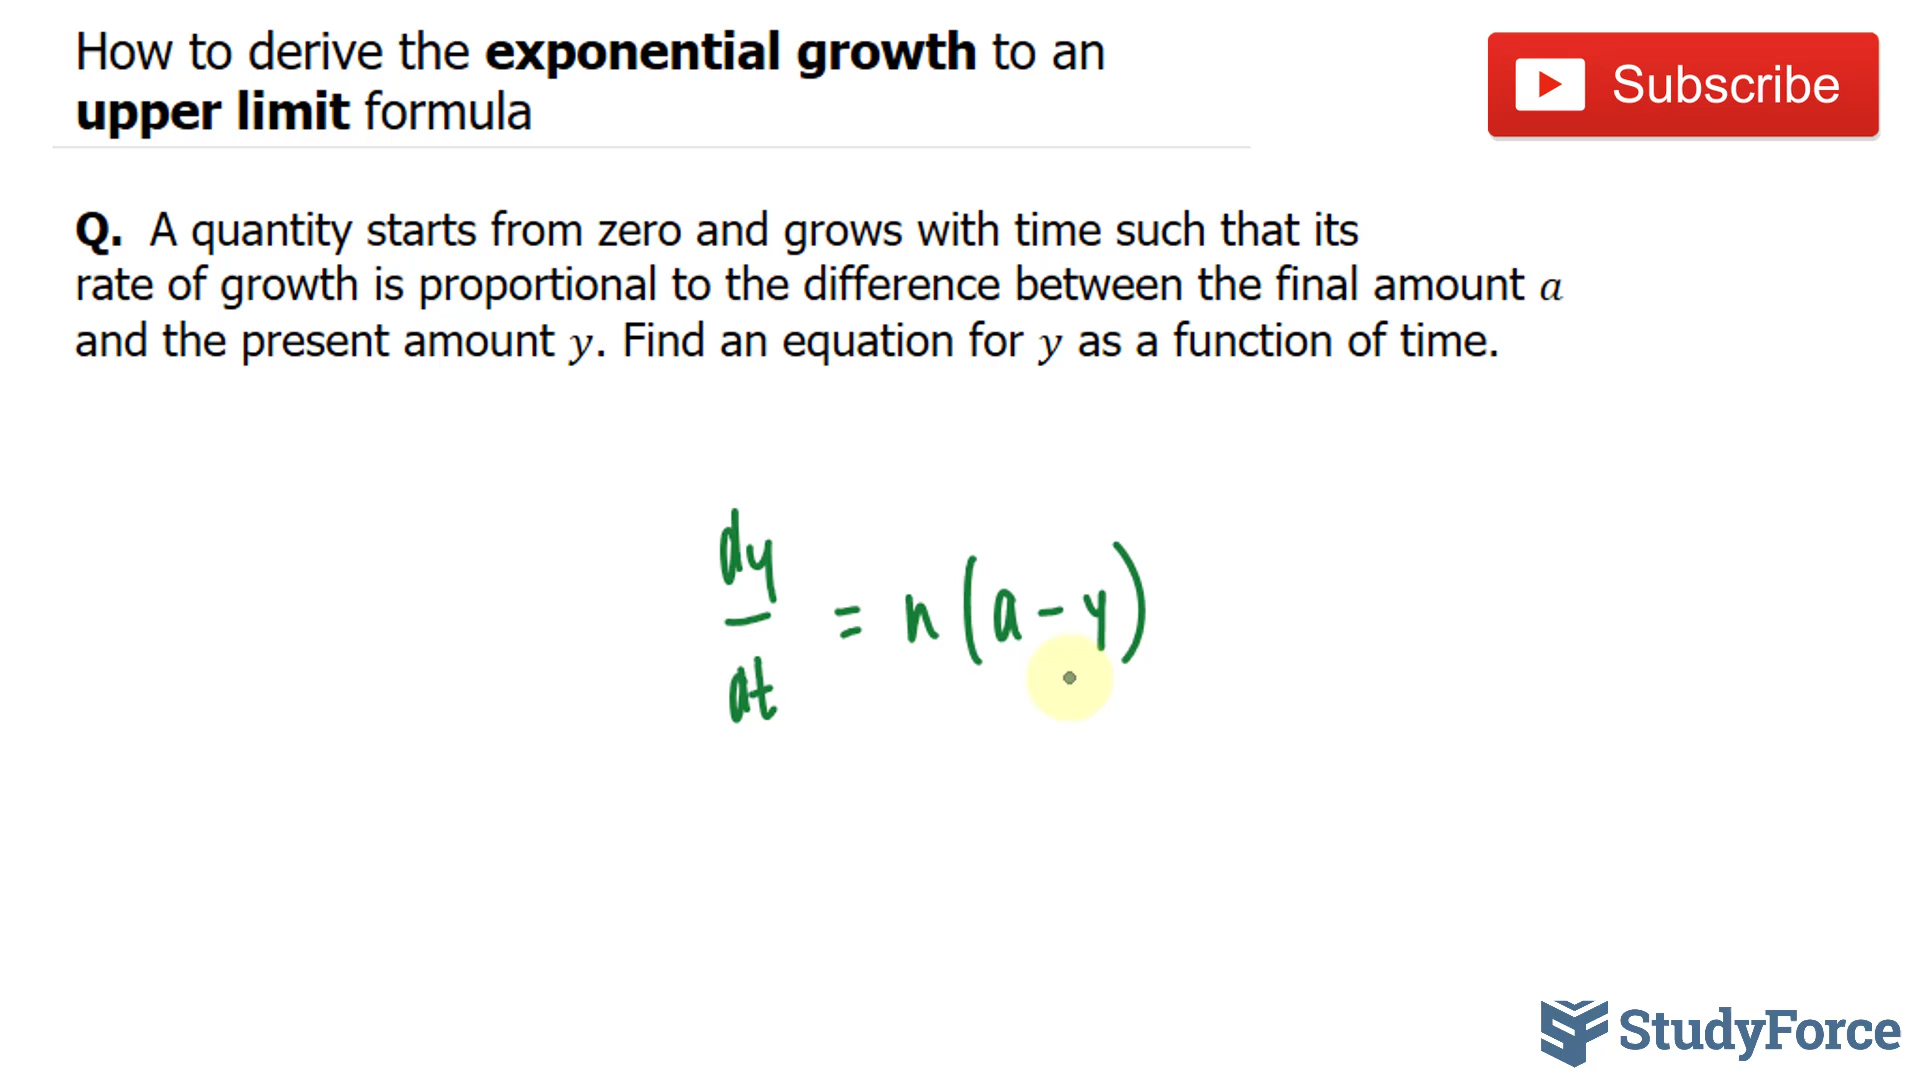 How to derive the exponential growth to an
upper limit formula
Subscribe
Q. A quantity starts from zero and grows with time such that its
rate of growth is proportional to the difference between the final amount a
and the present amount y. Find an equation for y as a function of time.
dy
— = n(a-y)
dt
StudyForce